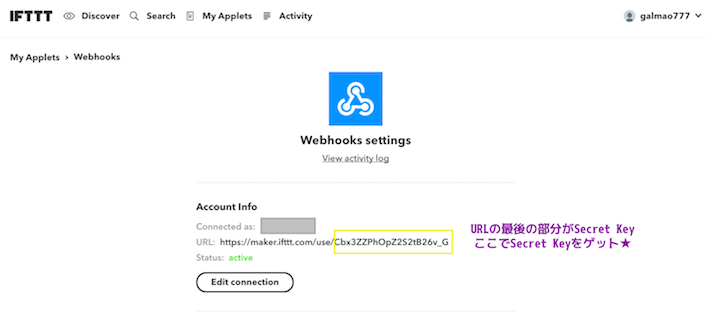 IFTTT Discover Search My Applets Activity galmao777
My Applets › Webhooks
Webhooks settings
View activity log
Account Info
Connected as:
URL: https://maker.ifttt.com/use/Cbx3ZZPhOpZ2S2tB26v_G
Status: active
Edit connection
URLの最後の部分がSecret Key
ここでSecret Keyをゲット★